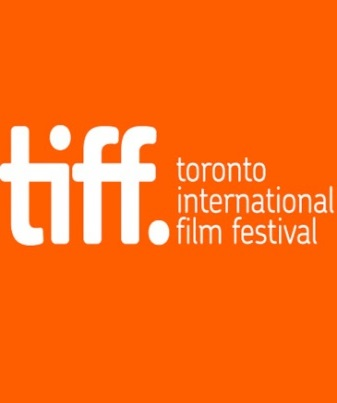 tiff.
toronto
international
film festival